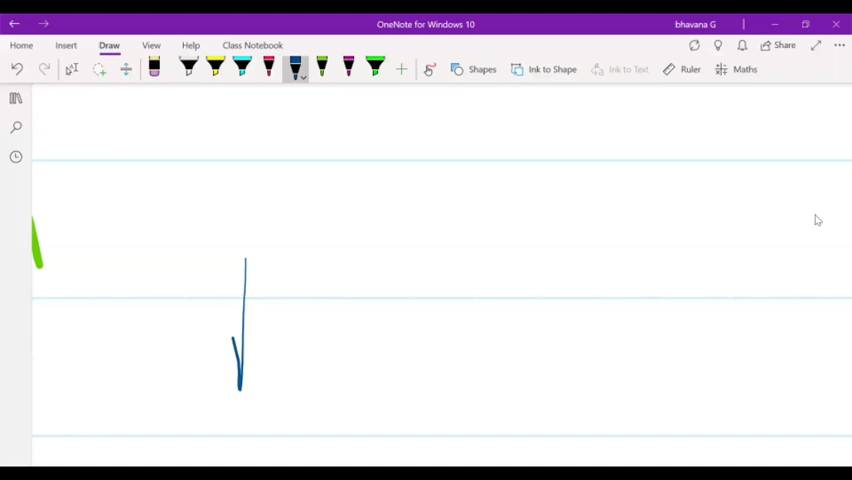 OneNote for Windows 10
bhavana G
Home Insert Draw View Help Class Notebook
Share
Shapes Ink to Shape Ink to Text Ruler Maths